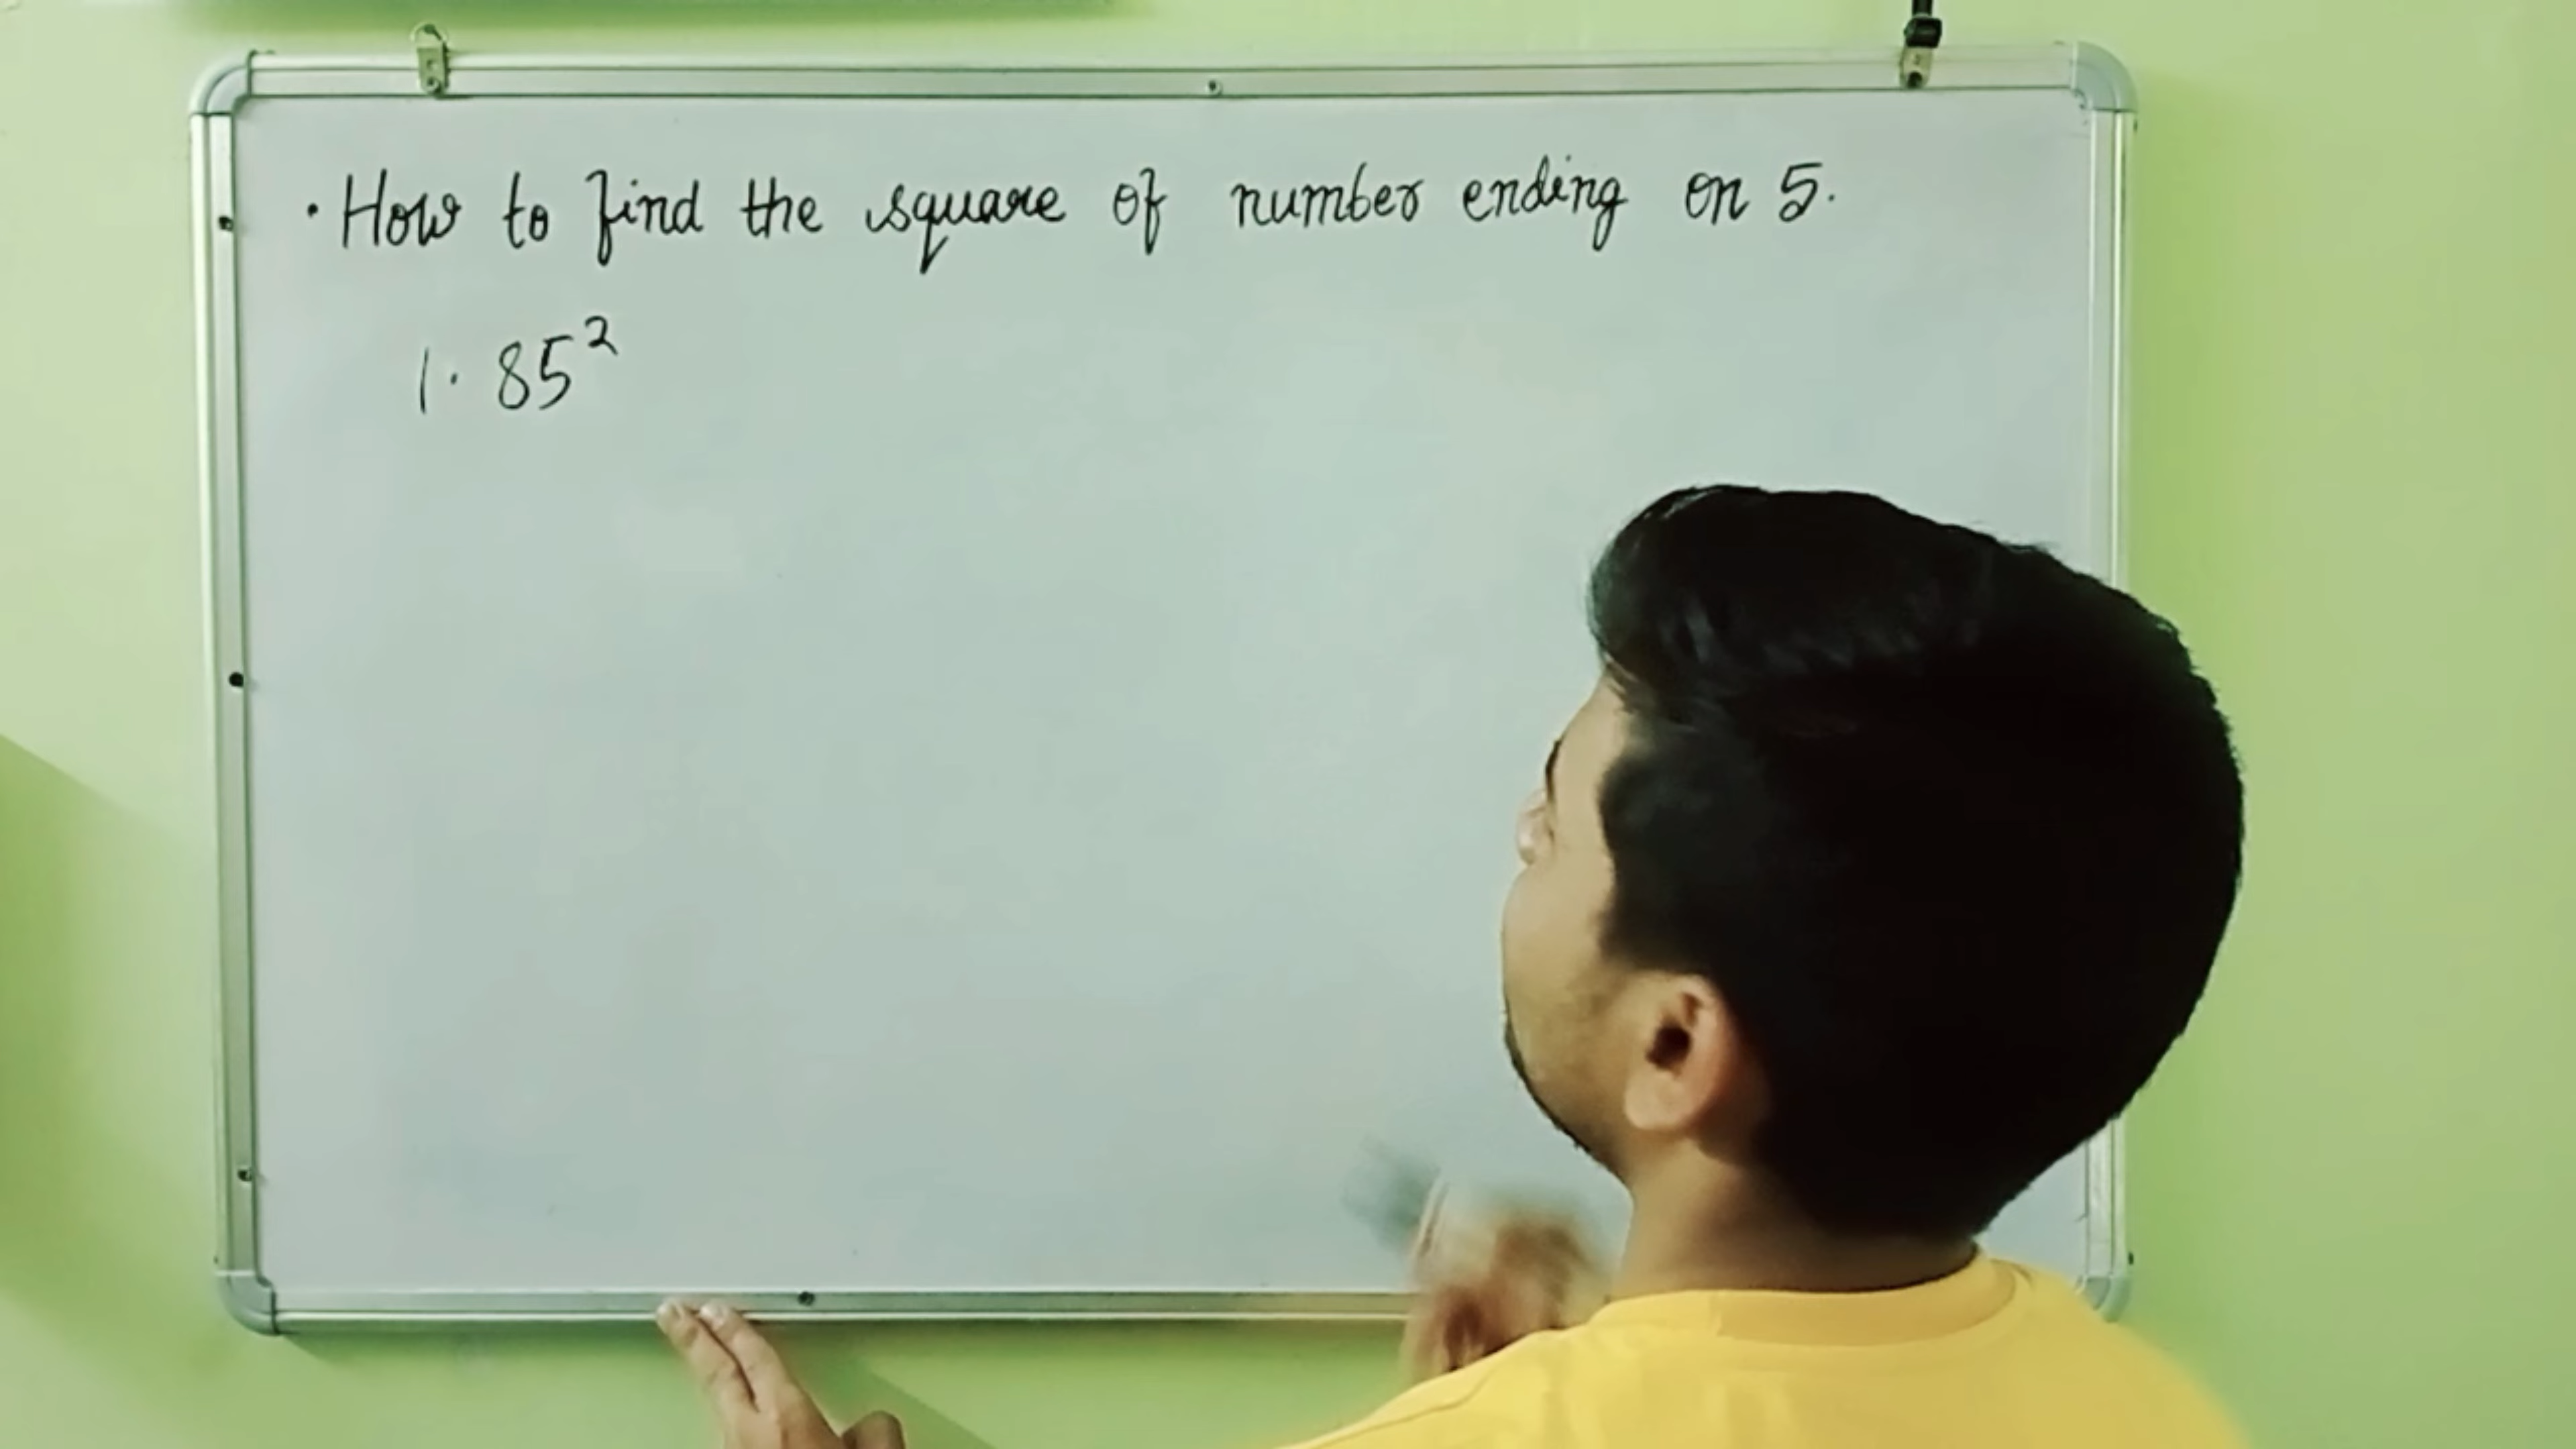 · How to find the square of number ending on 5.
1. 85²